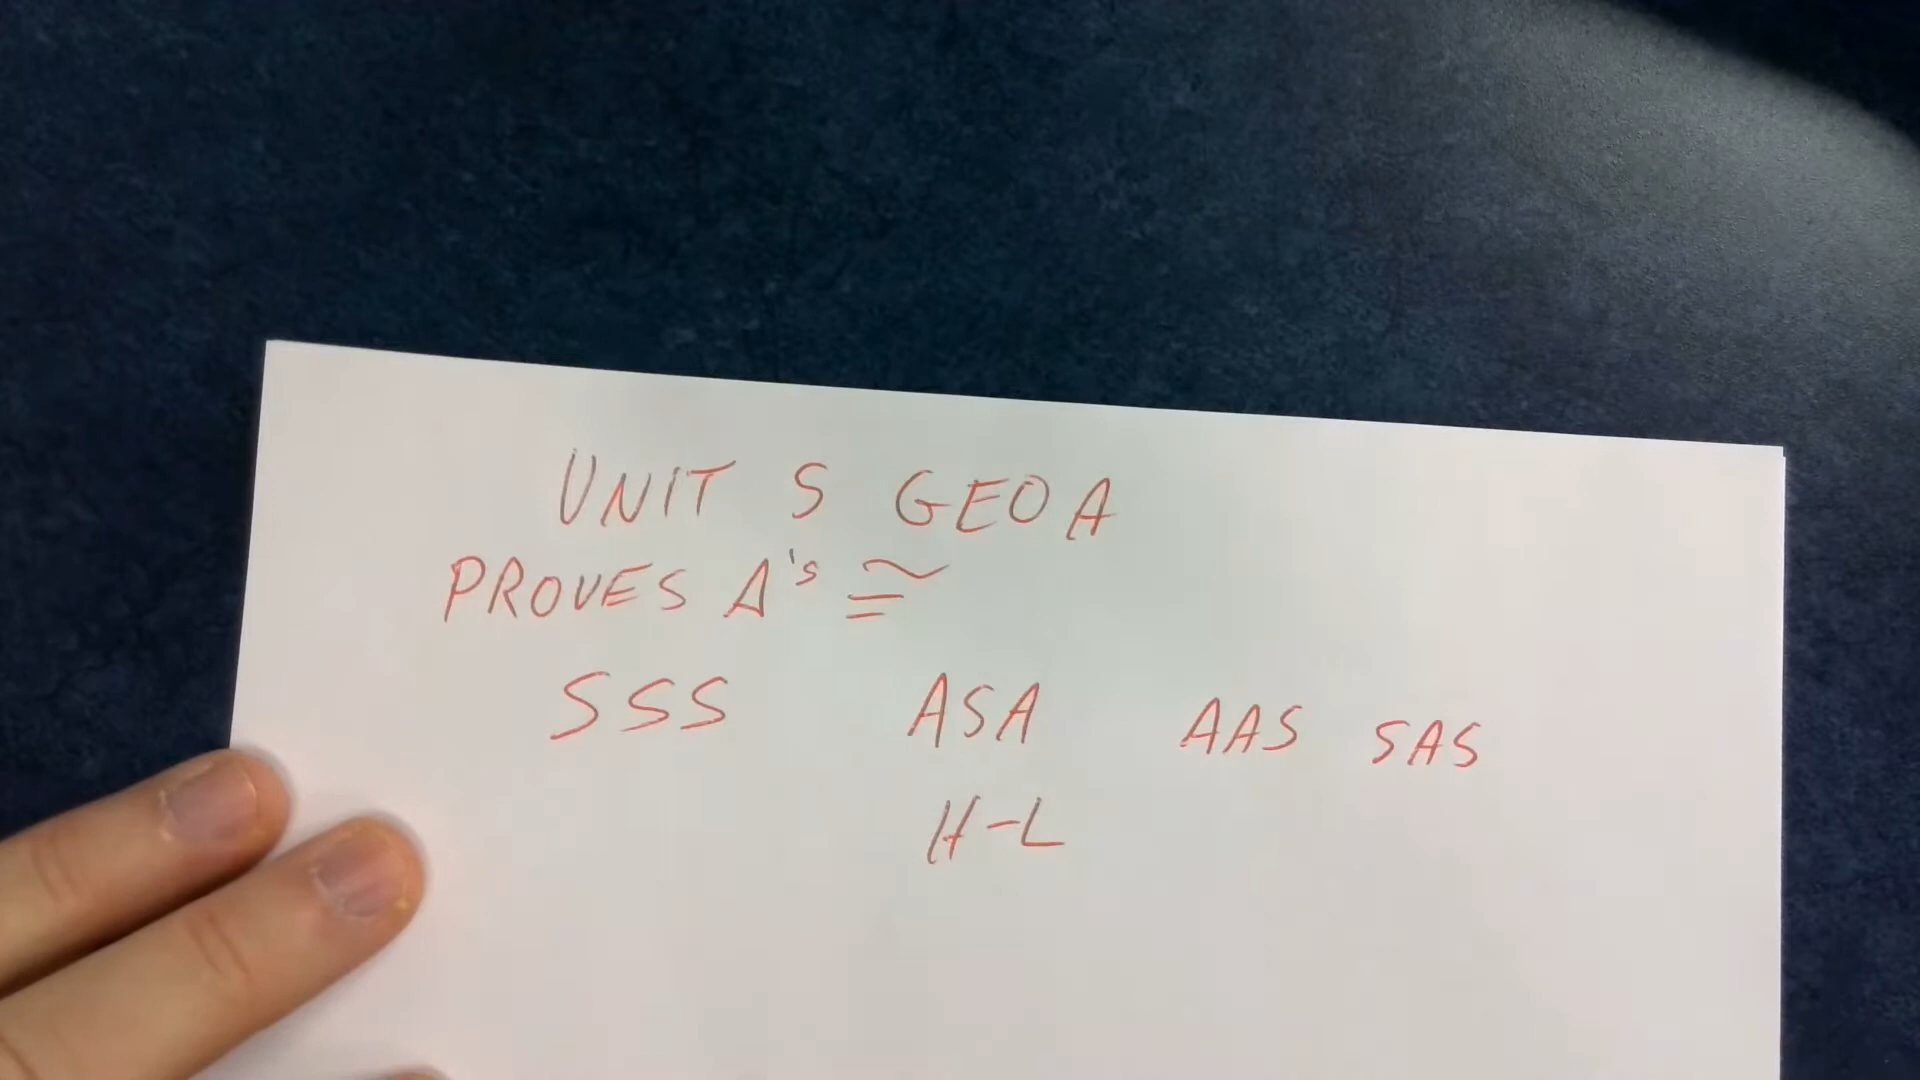 UNIT 5 GEO A
PROVES Δ's ≅
SSS ASA AAS SAS
H-L